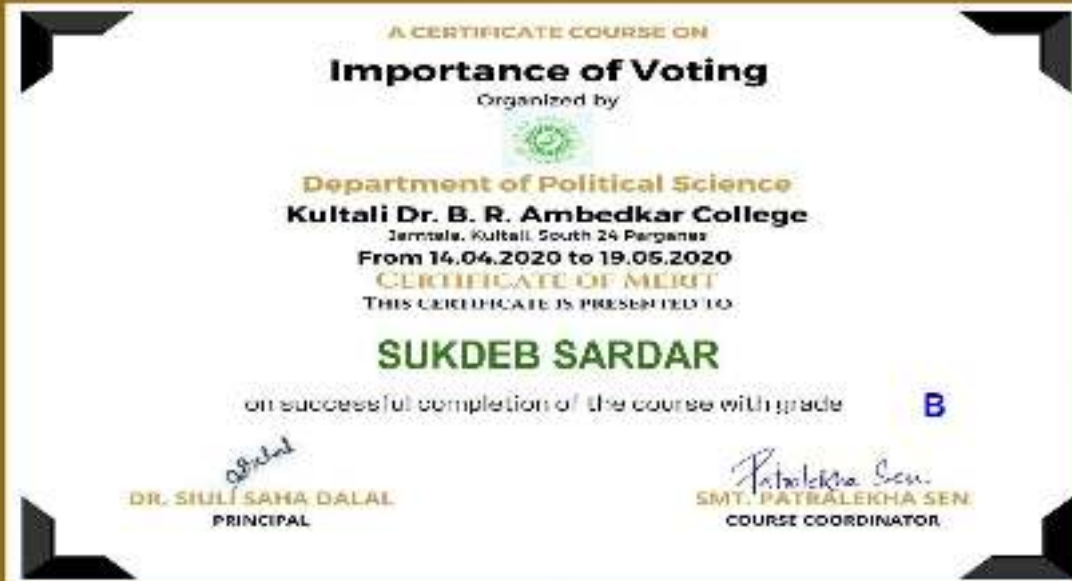 A CERTIFICATE COURSE ON
Importance of Voting
Organized by
Department of Political Science
Kultali Dr. B. R. Ambedkar College
Jamtala, Kultali, South 24 Parganas
From 14.04.2020 to 19.05.2020
CERTIFICATE OF MERIT
THIS CERTIFICATE IS PRESENTED TO
SUKDEB SARDAR
on successful completion of the course with grade B
Patralekha Sen.
DR. SIULI SAHA DALAL
SMT. PATRALEKHA SEN
PRINCIPAL
COURSE COORDINATOR